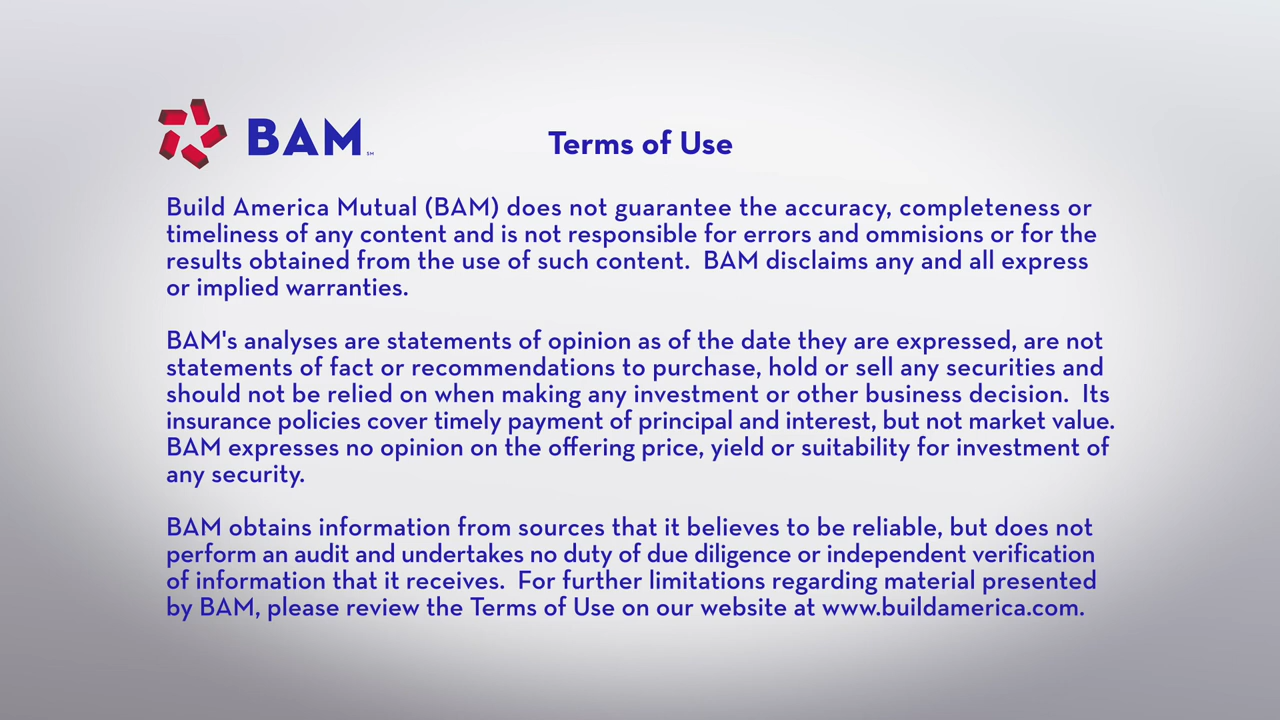 BAM SM
Terms of Use
Build America Mutual (BAM) does not guarantee the accuracy, completeness or
timeliness of any content and is not responsible for errors and ommisions or for the
results obtained from the use of such content.  BAM disclaims any and all express
or implied warranties.
BAM's analyses are statements of opinion as of the date they are expressed, are not
statements of fact or recommendations to purchase, hold or sell any securities and
should not be relied on when making any investment or other business decision.  Its
insurance policies cover timely payment of principal and interest, but not market value.
BAM expresses no opinion on the offering price, yield or suitability for investment of
any security.
BAM obtains information from sources that it believes to be reliable, but does not
perform an audit and undertakes no duty of due diligence or independent verification
of information that it receives.  For further limitations regarding material presented
by BAM, please review the Terms of Use on our website at www.buildamerica.com.